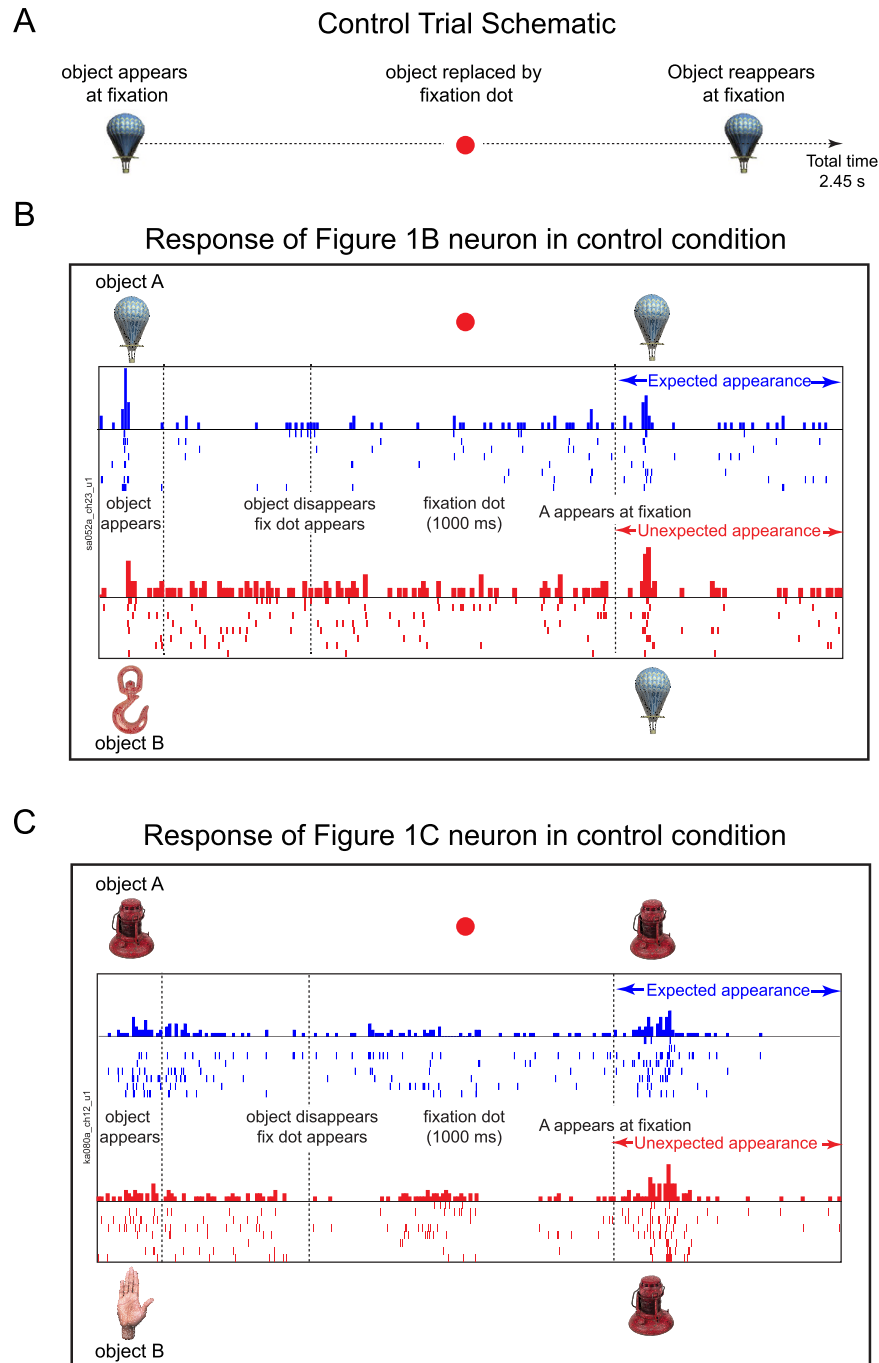 A
Control Trial Schematic
object appears
at fixation
object replaced by
fixation dot
Object reappears
at fixation
Total time
2.45 s
B
Response of Figure 1B neuron in control condition
object A
Expected appearance
sa052a_ch23_u1
object
appears
object disappears
fix dot appears
fixation dot
(1000 ms)
A appears at fixation
Unexpected appearance
object B
C
Response of Figure 1C neuron in control condition
object A
Expected appearance
ka080a_ch12_u1
object
appears
object disappears
fix dot appears
fixation dot
(1000 ms)
A appears at fixation
Unexpected appearance
object B